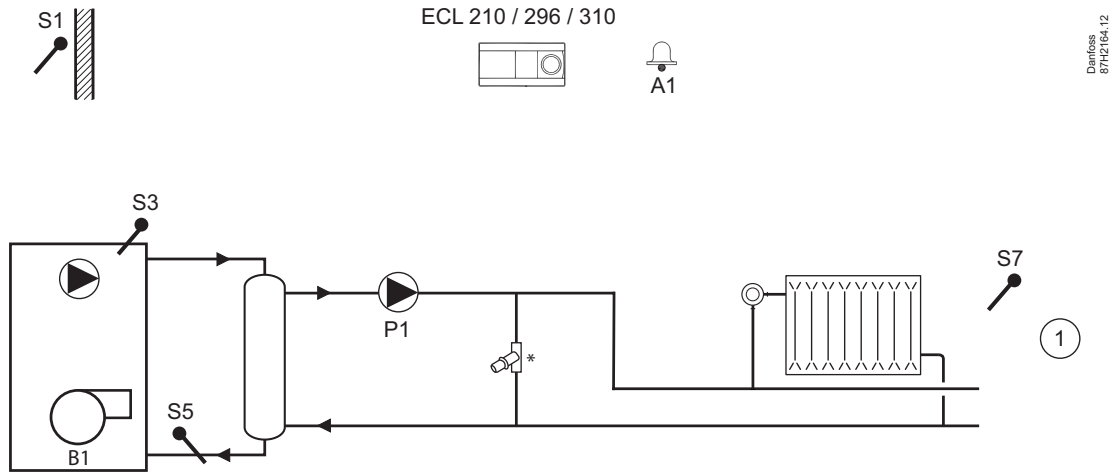 S1
ECL 210 / 296 / 310
A1
Danfoss
87H2164.12
S3
S7
P1
*
1
S5
B1